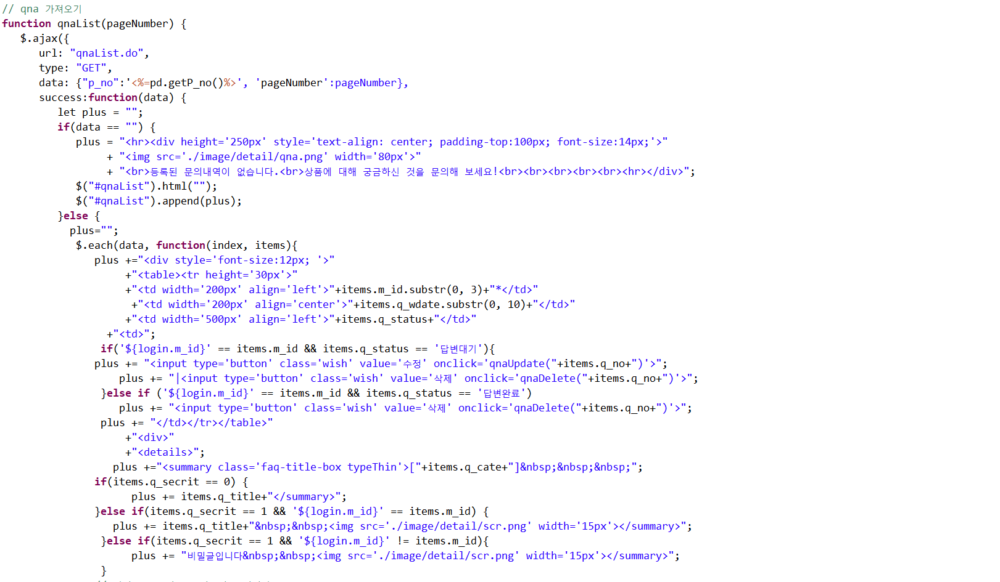 // qna 가져오기
function qnaList(pageNumber) {
   $.ajax({
      url: "qnaList.do",
      type: "GET",
      data: {"p_no":'<%=pd.getP_no()%>', 'pageNumber':pageNumber},
      success:function(data) {
         let plus = "";
         if(data == "") {
            plus = "<hr><div height='250px' style='text-align: center; padding-top:100px; font-size:14px;'>"
                 + "<img src='./image/detail/qna.png' width='80px'>"
                 + "<br>등록된 문의내역이 없습니다.<br>상품에 대해 궁금하신 것을 문의해 보세요!<br><br><br><br><br><hr></div>";
            $("#qnaList").html("");
            $("#qnaList").append(plus);
         }else {
           plus="";
            $.each(data, function(index, items){
               plus +="<div style='font-size:12px; '>"
                    +"<table><tr height='30px'>"
                    +"<td width='200px' align='left'>"+items.m_id.substr(0, 3)+"*</td>"
                     +"<td width='200px' align='center'>"+items.q_wdate.substr(0, 10)+"</td>"
                    +"<td width='500px' align='left'>"+items.q_status+"</td>"
                 +"<td>";
                if('${login.m_id}' == items.m_id && items.q_status == '답변대기'){
               plus += "<input type='button' class='wish' value='수정' onclick='qnaUpdate("+items.q_no+")'>";
                   plus += "|<input type='button' class='wish' value='삭제' onclick='qnaDelete("+items.q_no+")'>";
                }else if ('${login.m_id}' == items.m_id && items.q_status == '답변완료')
                   plus += "<input type='button' class='wish' value='삭제' onclick='qnaDelete("+items.q_no+")'>";
                plus += "</td></tr></table>"
                    +"<div>"
                    +"<details>";
                  plus +="<summary class='faq-title-box typeThin'>["+items.q_cate+"]&nbsp;&nbsp;&nbsp;";
               if(items.q_secrit == 0) {
                     plus += items.q_title+"</summary>";
               }else if(items.q_secrit == 1 && '${login.m_id}' == items.m_id) {
                  plus += items.q_title+"&nbsp;&nbsp;<img src='./image/detail/scr.png' width='15px'></summary>";
                }else if(items.q_secrit == 1 && '${login.m_id}' != items.m_id){
                     plus += "비밀글입니다&nbsp;&nbsp;<img src='./image/detail/scr.png' width='15px'></summary>";
                }